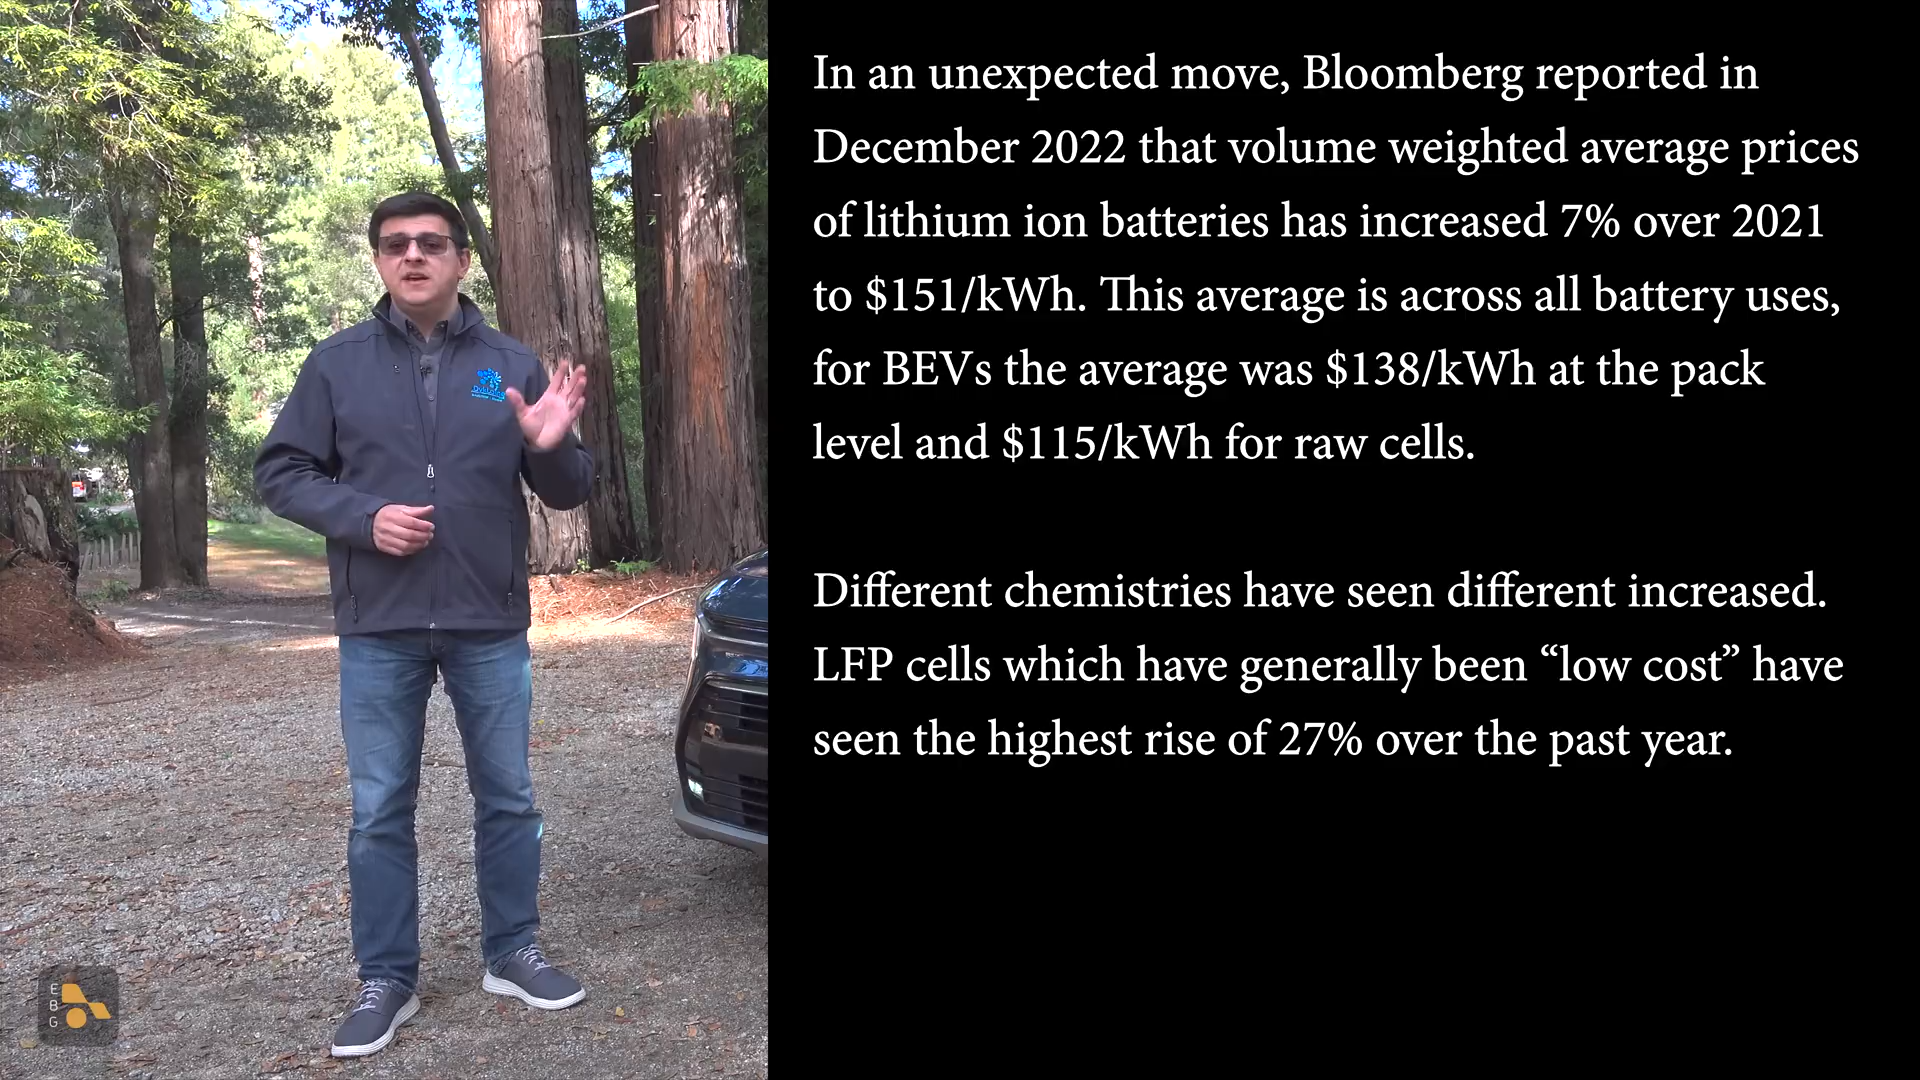 In an unexpected move, Bloomberg reported in
December 2022 that volume weighted average prices
of lithium ion batteries has increased 7% over 2021
to $151/kWh. This average is across all battery uses,
for BEVs the average was $138/kWh at the pack
level and $115/kWh for raw cells.
Different chemistries have seen different increased.
LFP cells which have generally been “low cost” have
seen the highest rise of 27% over the past year.
E
B
G